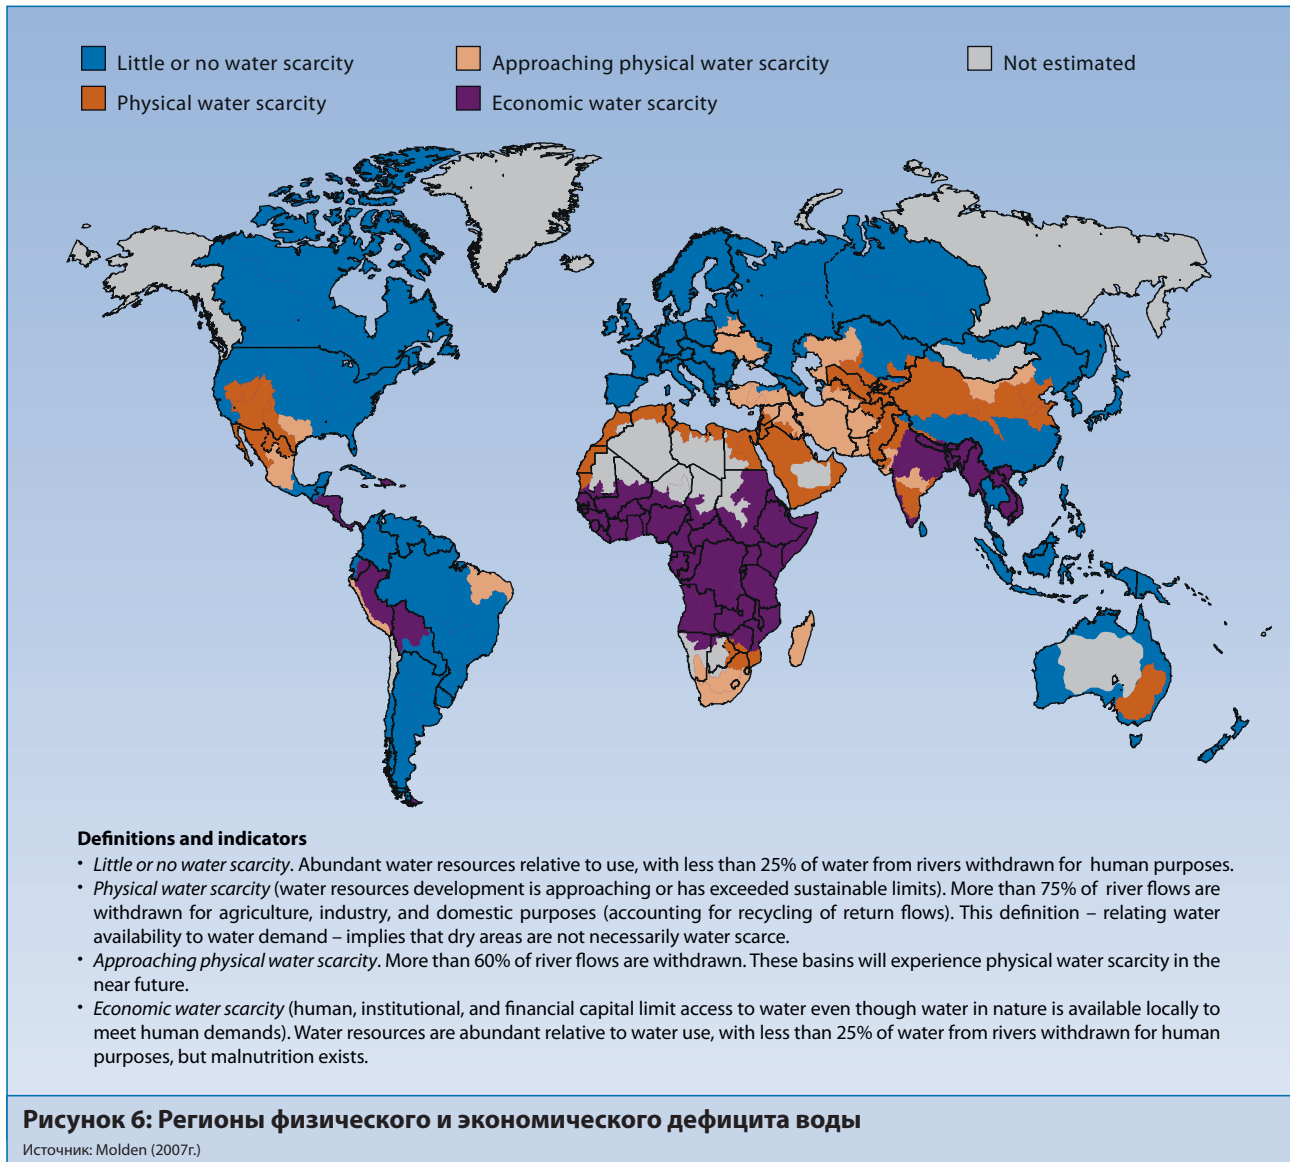 Little or no water scarcity
Approaching physical water scarcity
Not estimated
Physical water scarcity
Economic water scarcity
Definitions and indicators
• Little or no water scarcity. Abundant water resources relative to use, with less than 25% of water from rivers withdrawn for human purposes.
• Physical water scarcity (water resources development is approaching or has exceeded sustainable limits). More than 75% of river flows are
withdrawn for agriculture, industry, and domestic purposes (accounting for recycling of return flows). This definition – relating water
availability to water demand – implies that dry areas are not necessarily water scarce.
• Approaching physical water scarcity. More than 60% of river flows are withdrawn. These basins will experience physical water scarcity in the
near future.
• Economic water scarcity (human, institutional, and financial capital limit access to water even though water in nature is available locally to
meet human demands). Water resources are abundant relative to water use, with less than 25% of water from rivers withdrawn for human
purposes, but malnutrition exists.
Рисунок 6: Регионы физического и экономического дефицита воды
Источник: Molden (2007г.)